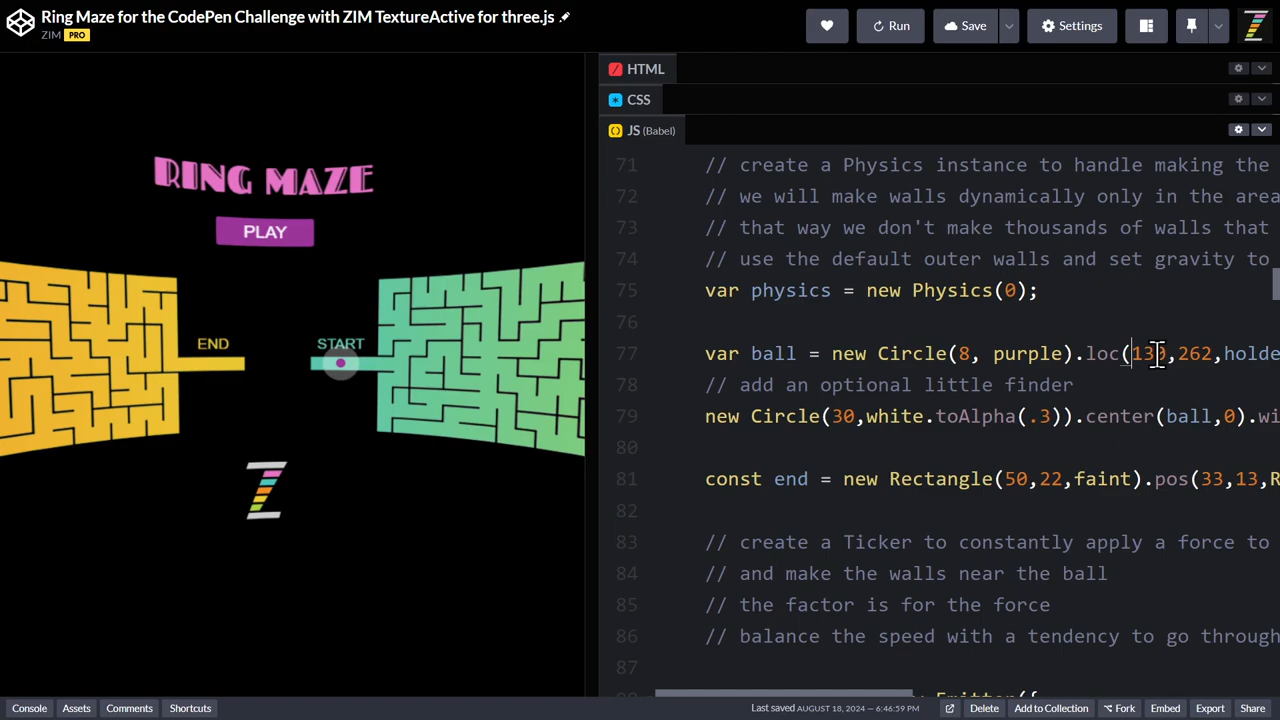 Ring Maze for the CodePen Challenge with ZIM TextureActive for three.js
ZIM PRO
Run
Save
Settings
RING MAZE
PLAY
END
START
HTML
CSS
JS (Babel)
71 // create a Physics instance to handle making the
72 // we will make walls dynamically only in the area
73 // that way we don't make thousands of walls that
74 // use the default outer walls and set gravity to
75 var physics = new Physics(0);
76
77 var ball = new Circle(8, purple).loc(130,262,holde
78 // add an optional little finder
79 new Circle(30,white.toAlpha(.3)).center(ball,0).wi
80
81 const end = new Rectangle(50,22,faint).pos(33,13,R
82
83 // create a Ticker to constantly apply a force to
84 // and make the walls near the ball
85 // the factor is for the force
86 // balance the speed with a tendency to go through
87
Console
Assets
Comments
Shortcuts
Last saved AUGUST 18, 2024 — 6:46:59 PM
Delete
Add to Collection
Fork
Embed
Export
Share